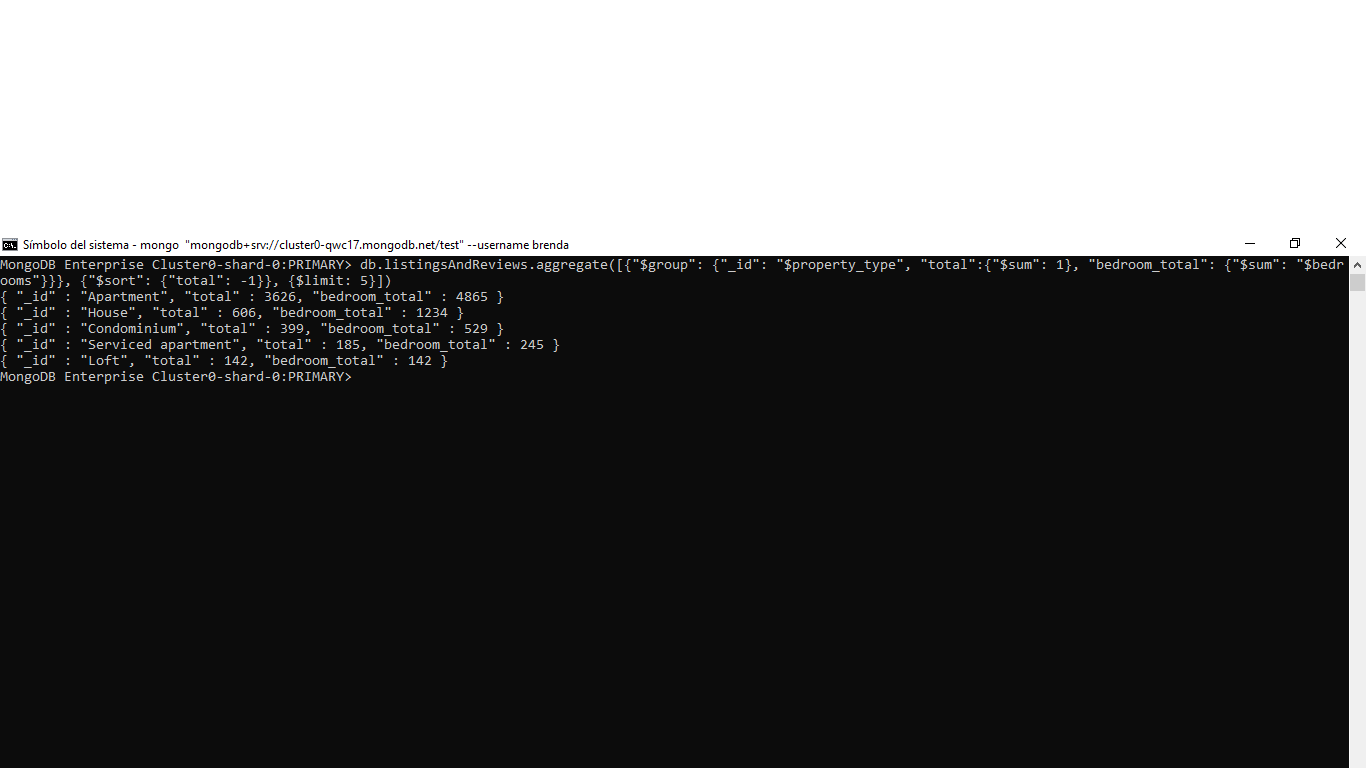 Símbolo del sistema - mongo "mongodb+srv://cluster0-qwc17.mongodb.net/test" --username brenda
MongoDB Enterprise Cluster0-shard-0:PRIMARY> db.listingsAndReviews.aggregate([{"$group": {"_id": "$property_type", "total":{"$sum": 1}, "bedroom_total": {"$sum": "$bedr
ooms"}}}, {"$sort": {"total": -1}}, {$limit: 5}])
{ "_id" : "Apartment", "total" : 3626, "bedroom_total" : 4865 }
{ "_id" : "House", "total" : 606, "bedroom_total" : 1234 }
{ "_id" : "Condominium", "total" : 399, "bedroom_total" : 529 }
{ "_id" : "Serviced apartment", "total" : 185, "bedroom_total" : 245 }
{ "_id" : "Loft", "total" : 142, "bedroom_total" : 142 }
MongoDB Enterprise Cluster0-shard-0:PRIMARY>